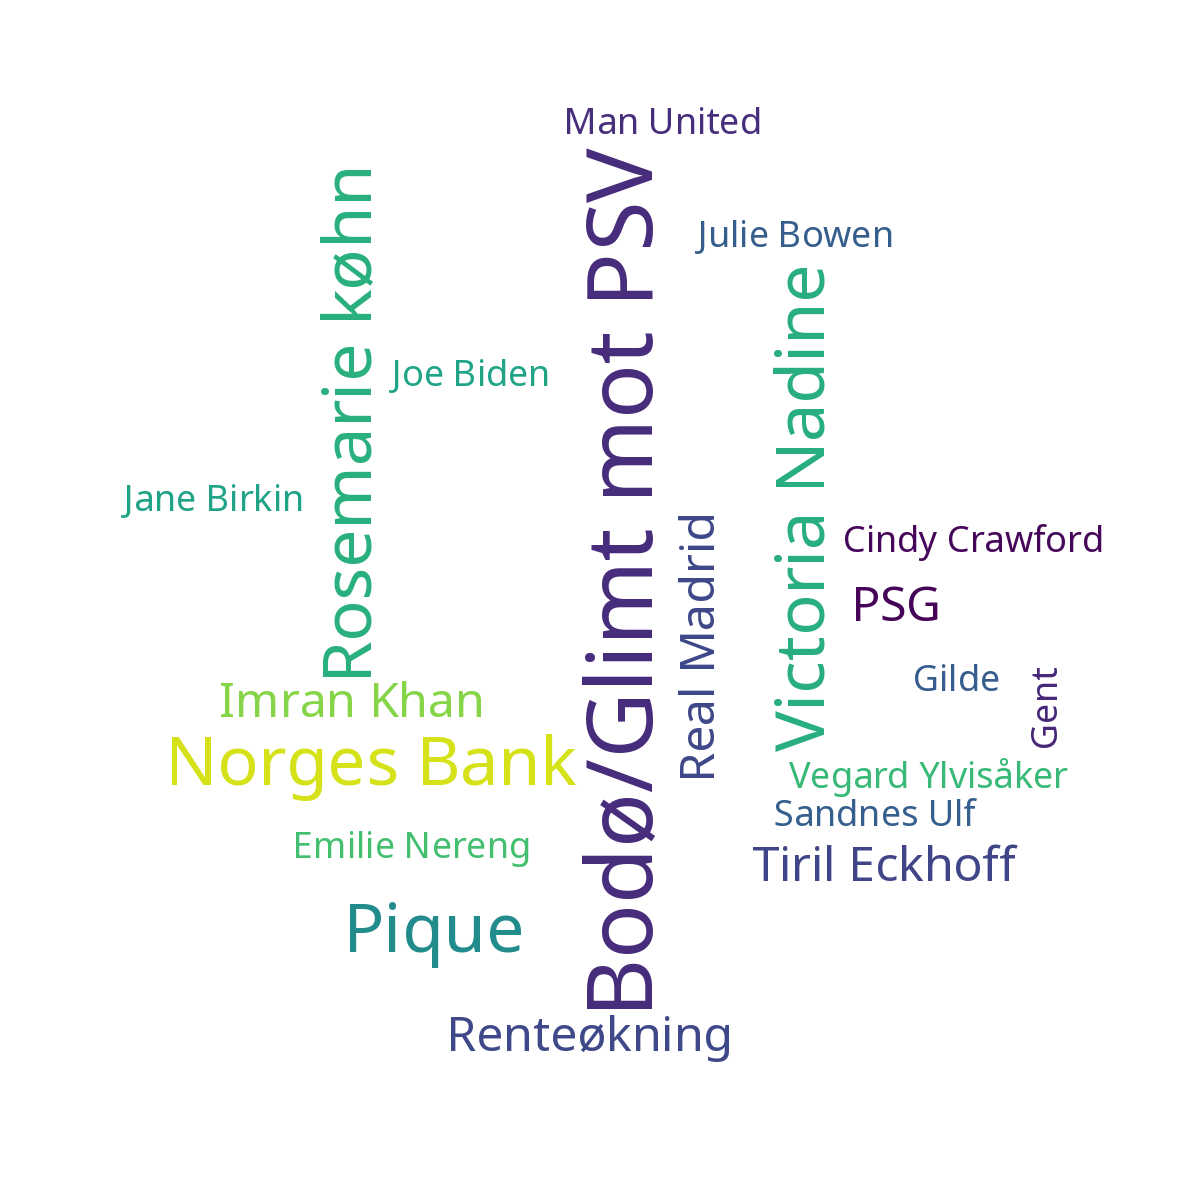 Man United
Bodø/Glimt mot PSV
Rosemarie køhn
Julie Bowen
Victoria Nadine
Joe Biden
Jane Birkin
Real Madrid
Cindy Crawford
PSG
Gilde
Gent
Imran Khan
Norges Bank
Vegard Ylvisåker
Sandnes Ulf
Emilie Nereng
Tiril Eckhoff
Pique
Renteøkning